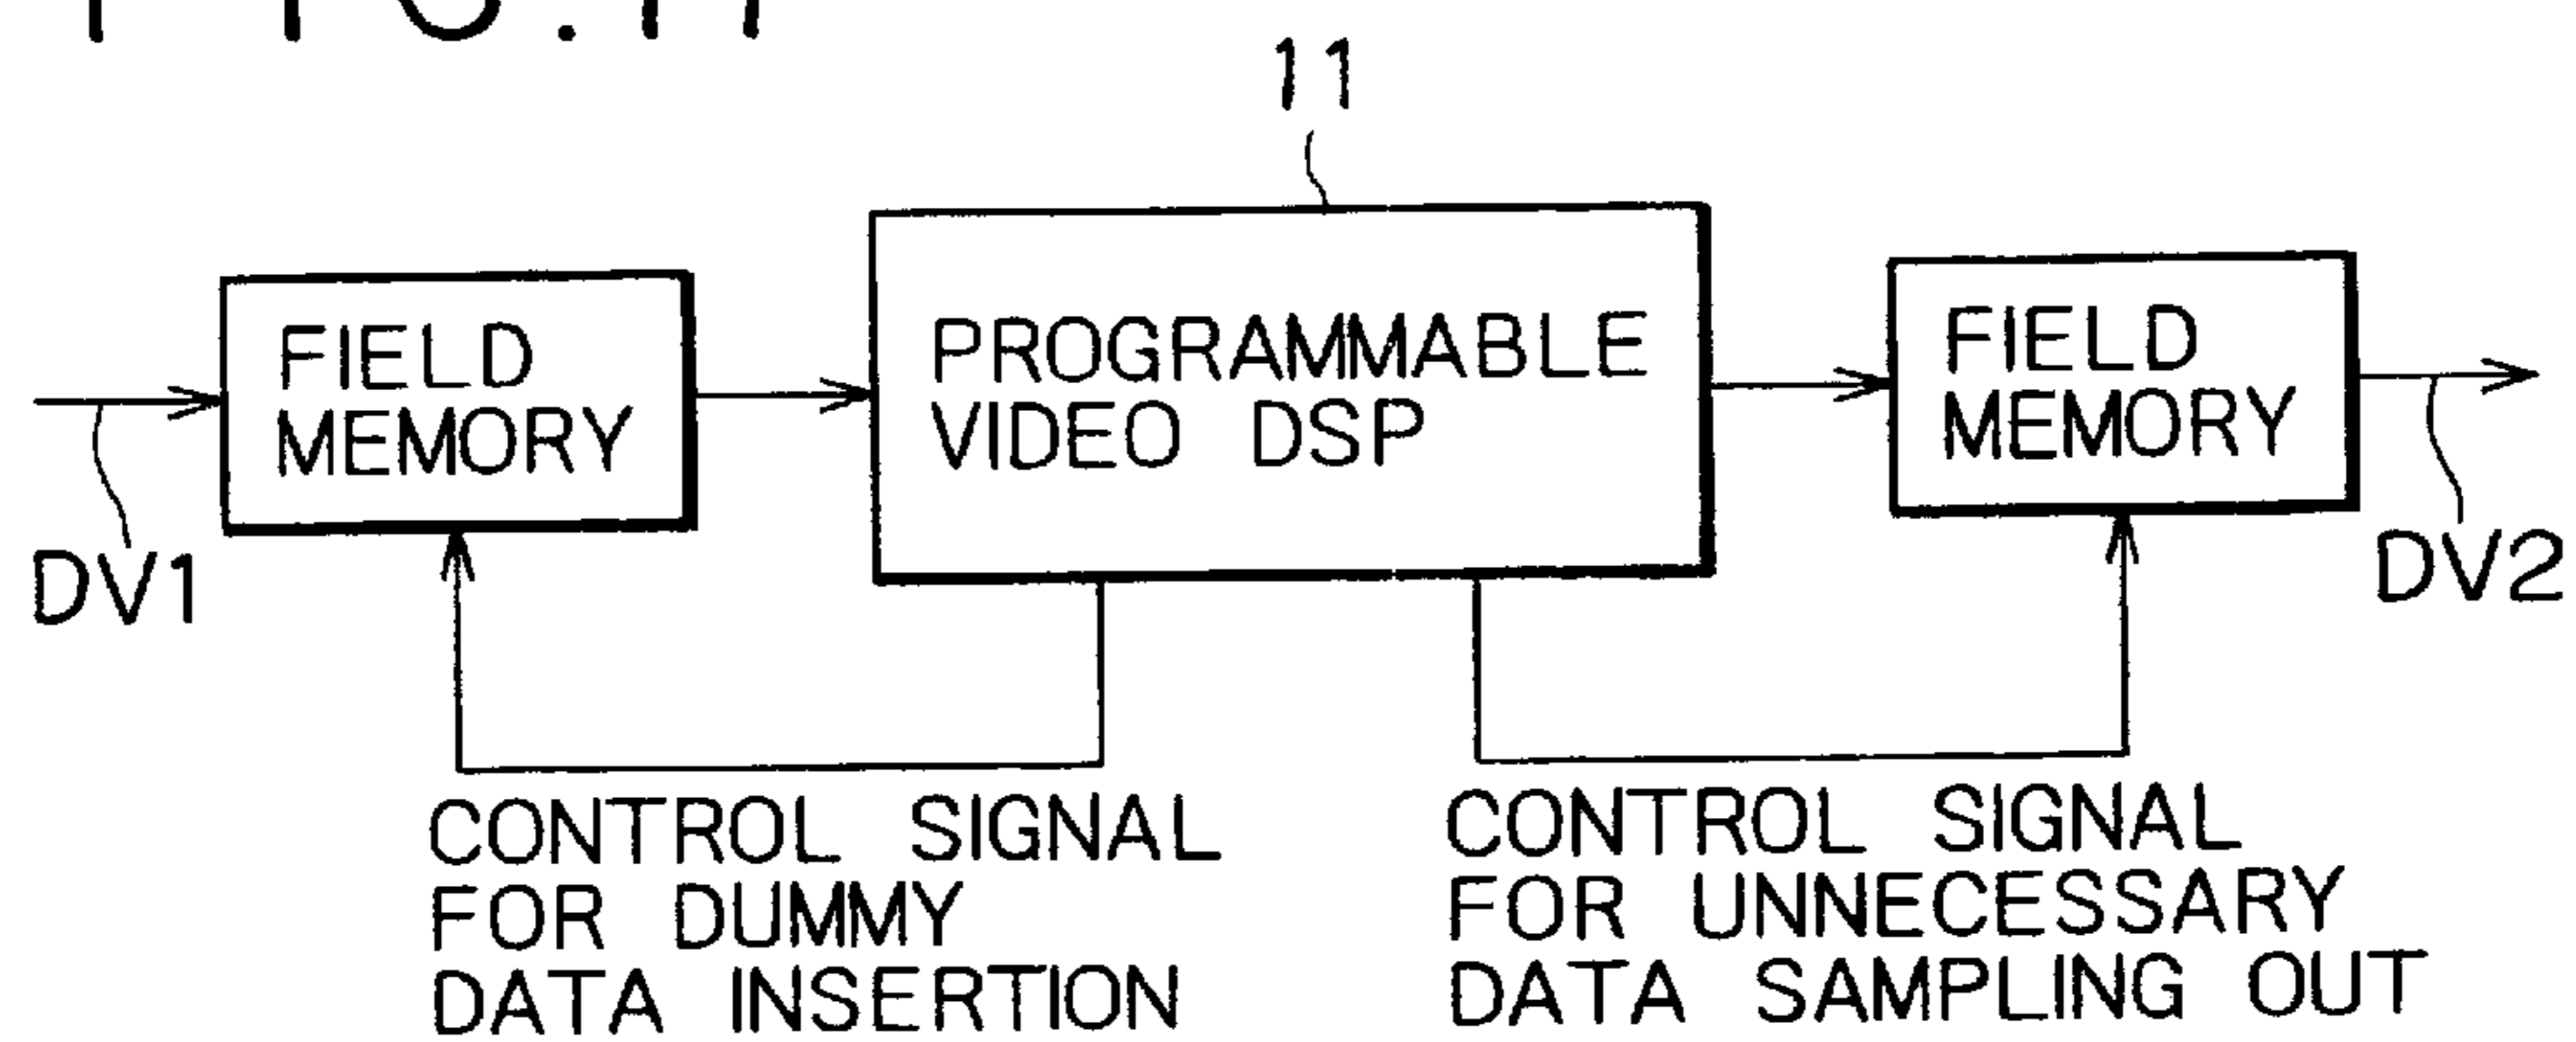 11
FIELD
MEMORY
PROGRAMMABLE
VIDEO DSP
FIELD
MEMORY
DV1
DV2
CONTROL SIGNAL
FOR DUMMY
DATA INSERTION
CONTROL SIGNAL
FOR UNNECESSARY
DATA SAMPLING OUT